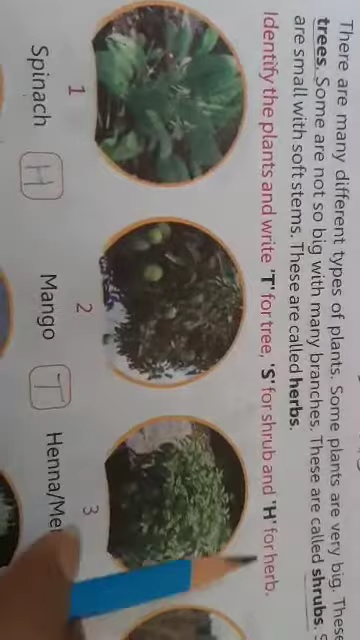 There are many different types of plants. Some plants are very big. These
trees. Some are not so big with many branches. These are called shrubs.
are small with soft stems. These are called herbs.
Identify the plants and write 'T' for tree, 'S' for shrub and 'H' for herb.
1 2 3
Spinach H Mango T Henna/Me